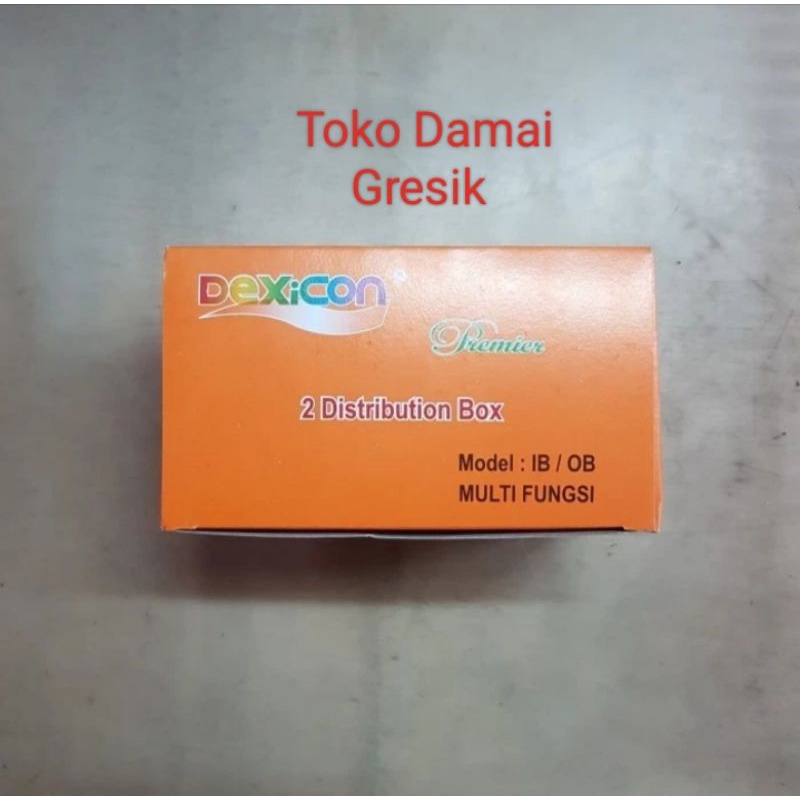 Toko Damai
Gresik
Dexicon
Premier
2 Distribution Box
Model : IB / OB
MULTI FUNGSI